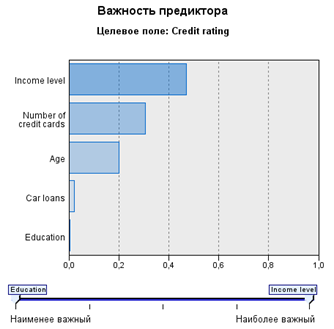 Важность предиктора
Целевое поле: Credit rating
Income level
Number of
credit cards
Age
Car loans
Education
0,0 0,2 0,4 0,6 0,8 1,0
Education Income level
Наименее важный Наиболее важный